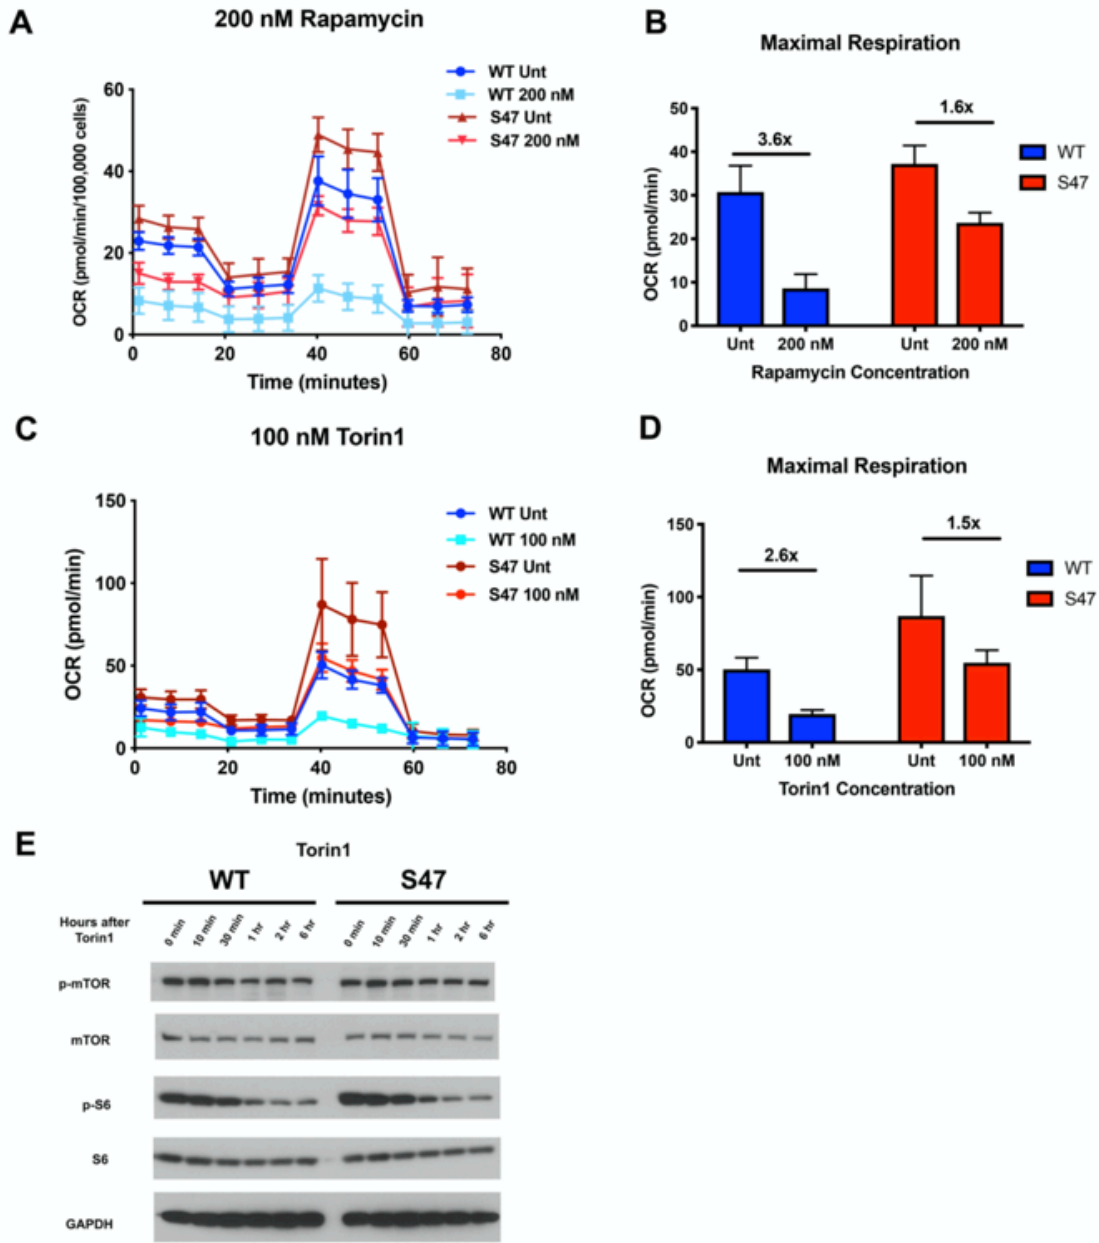 A
200 nM Rapamycin
WT Unt
WT 200 nM
S47 Unt
S47 200 nM
OCR (pmol/min/100,000 cells)
60
40
20
0
0 20 40 60 80
Time (minutes)
B
Maximal Respiration
3.6x
1.6x
WT
S47
OCR (pmol/min)
50
40
30
20
10
0
Unt 200 nM Unt 200 nM
Rapamycin Concentration
C
100 nM Torin1
WT Unt
WT 100 nM
S47 Unt
S47 100 nM
OCR (pmol/min)
150
100
50
0
0 20 40 60 80
Time (minutes)
D
Maximal Respiration
2.6x
1.5x
WT
S47
OCR (pmol/min)
150
100
50
0
Unt 100 nM Unt 100 nM
Torin1 Concentration
E
Torin1
WT S47
Hours after
Torin1
0 min 10 min 30 min 1 hr 2 hr 6 hr 0 min 10 min 30 min 1 hr 2 hr 6 hr
p-mTOR
mTOR
p-S6
S6
GAPDH